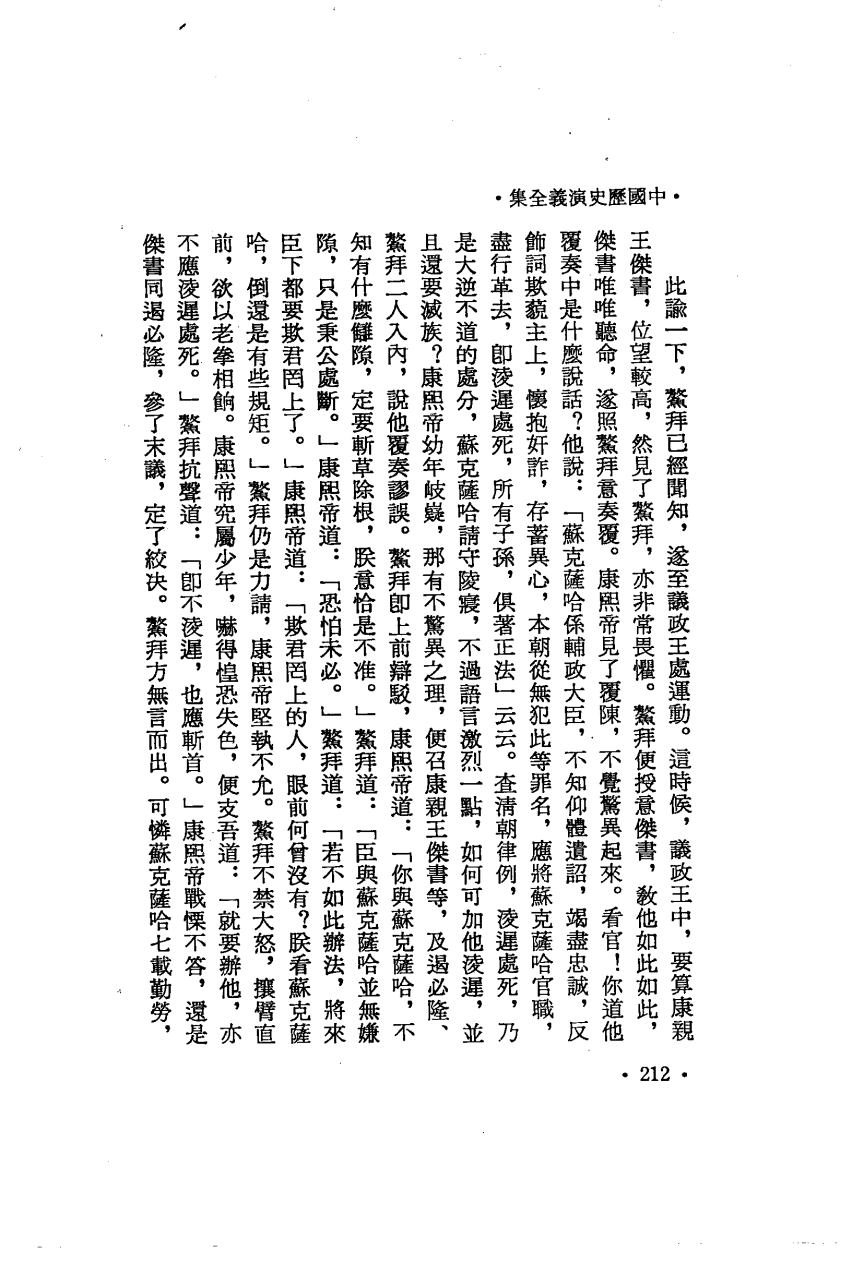 ·中國歷史演義全集·
此諭一下，鰲拜已經聞知，遂至議政王處運動。這時候，議政王中，要算康親
王傑書，位望較高，然見了鰲拜，亦非常畏懼。鰲拜便授意傑書，教他如此如此，
傑書唯唯聽命，遂照鰲拜意奏覆。康熙帝見了覆陳，不覺驚異起來。看官！你道他
覆奏中是什麼說話？他說：「蘇克薩哈係輔政大臣，不知仰體遺詔，竭盡忠誠，反
飾詞欺藐主上，懷抱奸詐，存蓄異心，本朝從無犯此等罪名，應將蘇克薩哈官職，
盡行革去，卽淩遲處死，所有子孫，俱著正法」云云。查淸朝律例，淩遲處死，乃
是大逆不道的處分，蘇克薩哈請守陵寢，不過語言激烈一點，如何可加他淩遲，並
且還要滅族？康熙帝幼年岐嶷，那有不驚異之理，便召康親王傑書等，及遏必隆、
鰲拜二人入內，說他覆奏謬誤。鰲拜卽上前辯駁，康熙帝道：「你與蘇克薩哈，不
知有什麼讎隙，定要斬草除根，朕意恰是不准。」鰲拜道：「臣與蘇克薩哈並無嫌
隙，只是秉公處斷。」康熙帝道：「恐怕未必。」鰲拜道：「若不如此辦法，將來
臣下都要欺君罔上了。」康熙帝道：「欺君罔上的人，眼前何曾沒有？朕看蘇克薩
哈，倒還是有些規矩。」鰲拜仍是力請，康熙帝堅執不允。鰲拜不禁大怒，攘臂直
前，欲以老拳相餉。康熙帝究屬少年，嚇得惶恐失色，便支吾道：「就要辦他，亦
不應淩遲處死。」鰲拜抗聲道：「卽不淩遲，也應斬首。」康熙帝戰慄不答，還是
傑書同遏必隆，參了末議，定了絞決。鰲拜方無言而出。可憐蘇克薩哈七載勤勞，
·212·